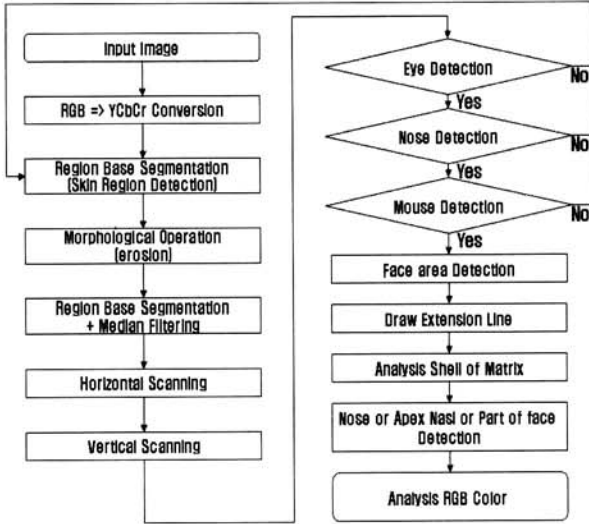 Input Image
RGB => YCbCr Conversion
Region Base Segmentation
(Skin Region Detection)
Morphological Operation
(erosion)
Region Base Segmentation
+ Median Filtering
Horizontal Scanning
Vertical Scanning
Eye Detection
No
Yes
Nose Detection
No
Yes
Mouse Detection
No
Yes
Face area Detection
Draw Extension Line
Analysis Shell of Matrix
Nose or Apex Nasl or Part of face
Detection
Analysis RGB Color